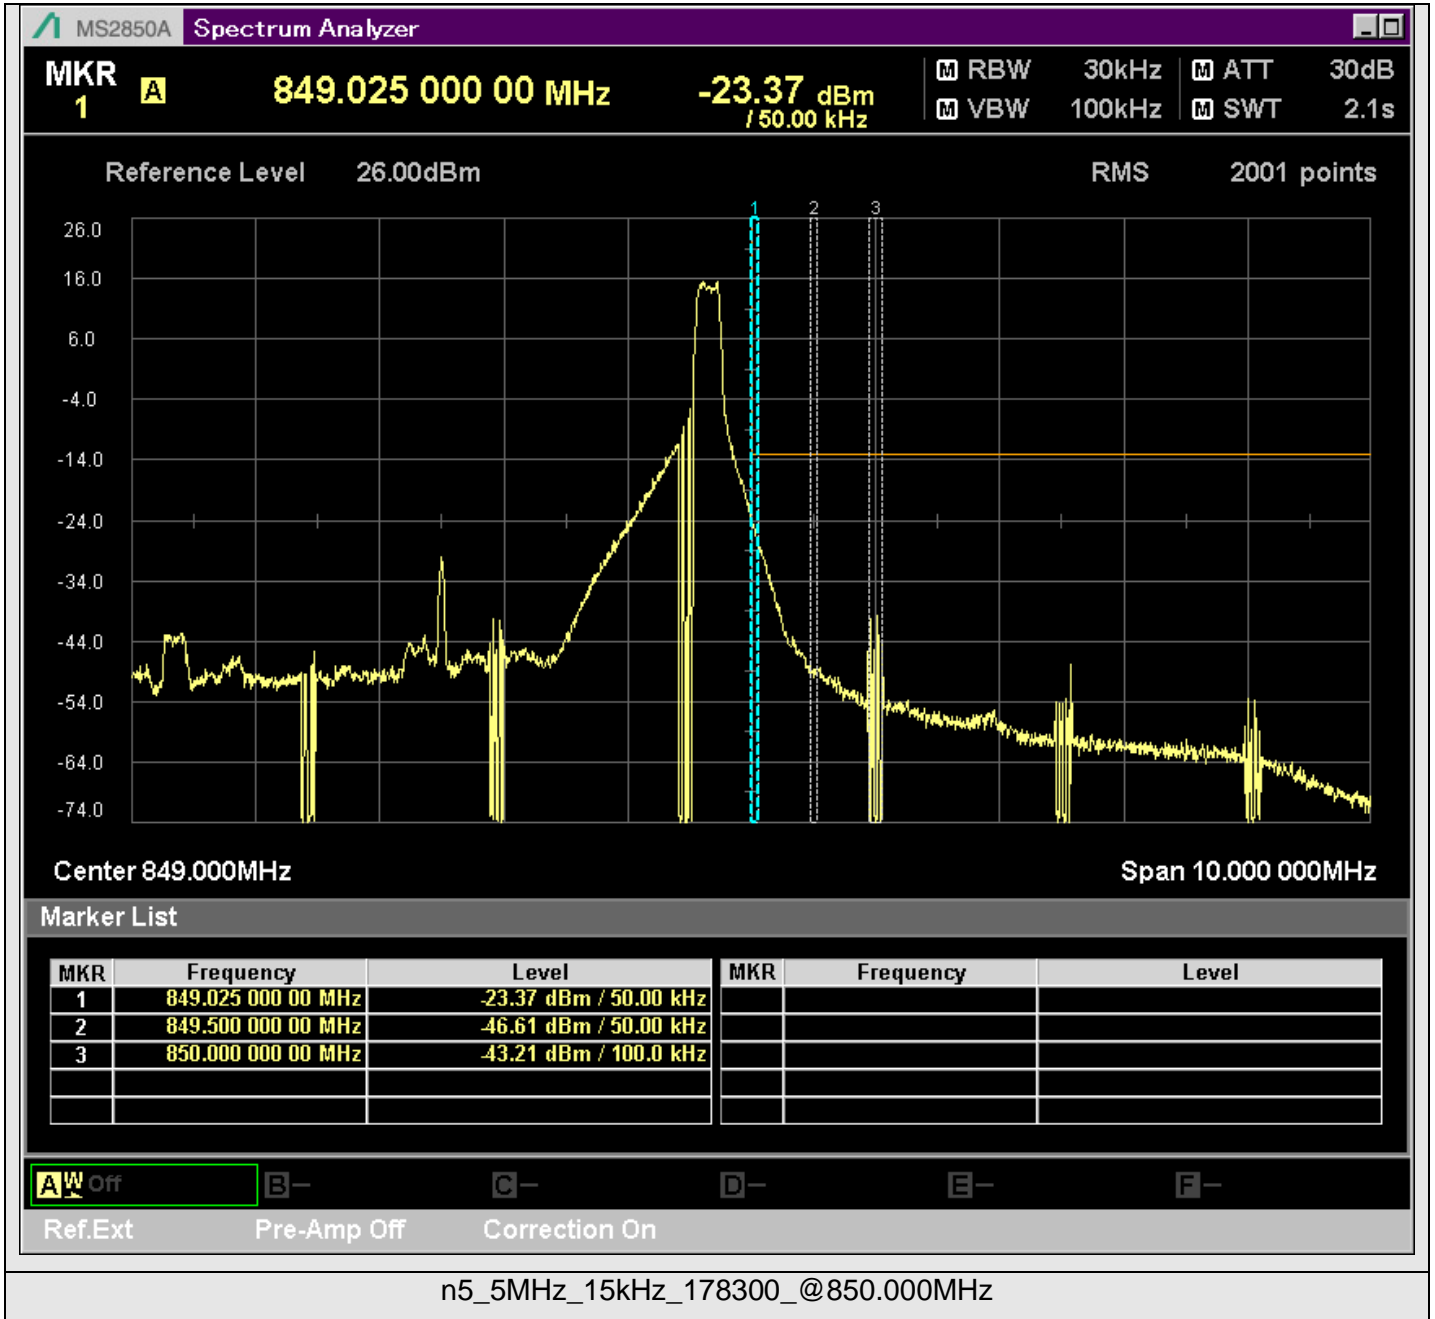 MS2850A Spectrum Analyzer
MKR 1 A 849.025 000 00 MHz -23.37 dBm / 50.00 kHz
M RBW 30kHz M ATT 30dB
M VBW 100kHz M SWT 2.1s
Reference Level 26.00dBm RMS 2001 points
1 2 3
26.0
16.0
6.0
-4.0
-14.0
-24.0
-34.0
-44.0
-54.0
-64.0
-74.0
Center 849.000MHz Span 10.000 000MHz
Marker List
MKR Frequency Level MKR Frequency Level
1 849.025 000 00 MHz -23.37 dBm / 50.00 kHz
2 849.500 000 00 MHz -46.61 dBm / 50.00 kHz
3 850.000 000 00 MHz -43.21 dBm / 100.0 kHz
A W Off B - C - D - E - F -
Ref.Ext Pre-Amp Off Correction On
n5_5MHz_15kHz_178300_@850.000MHz